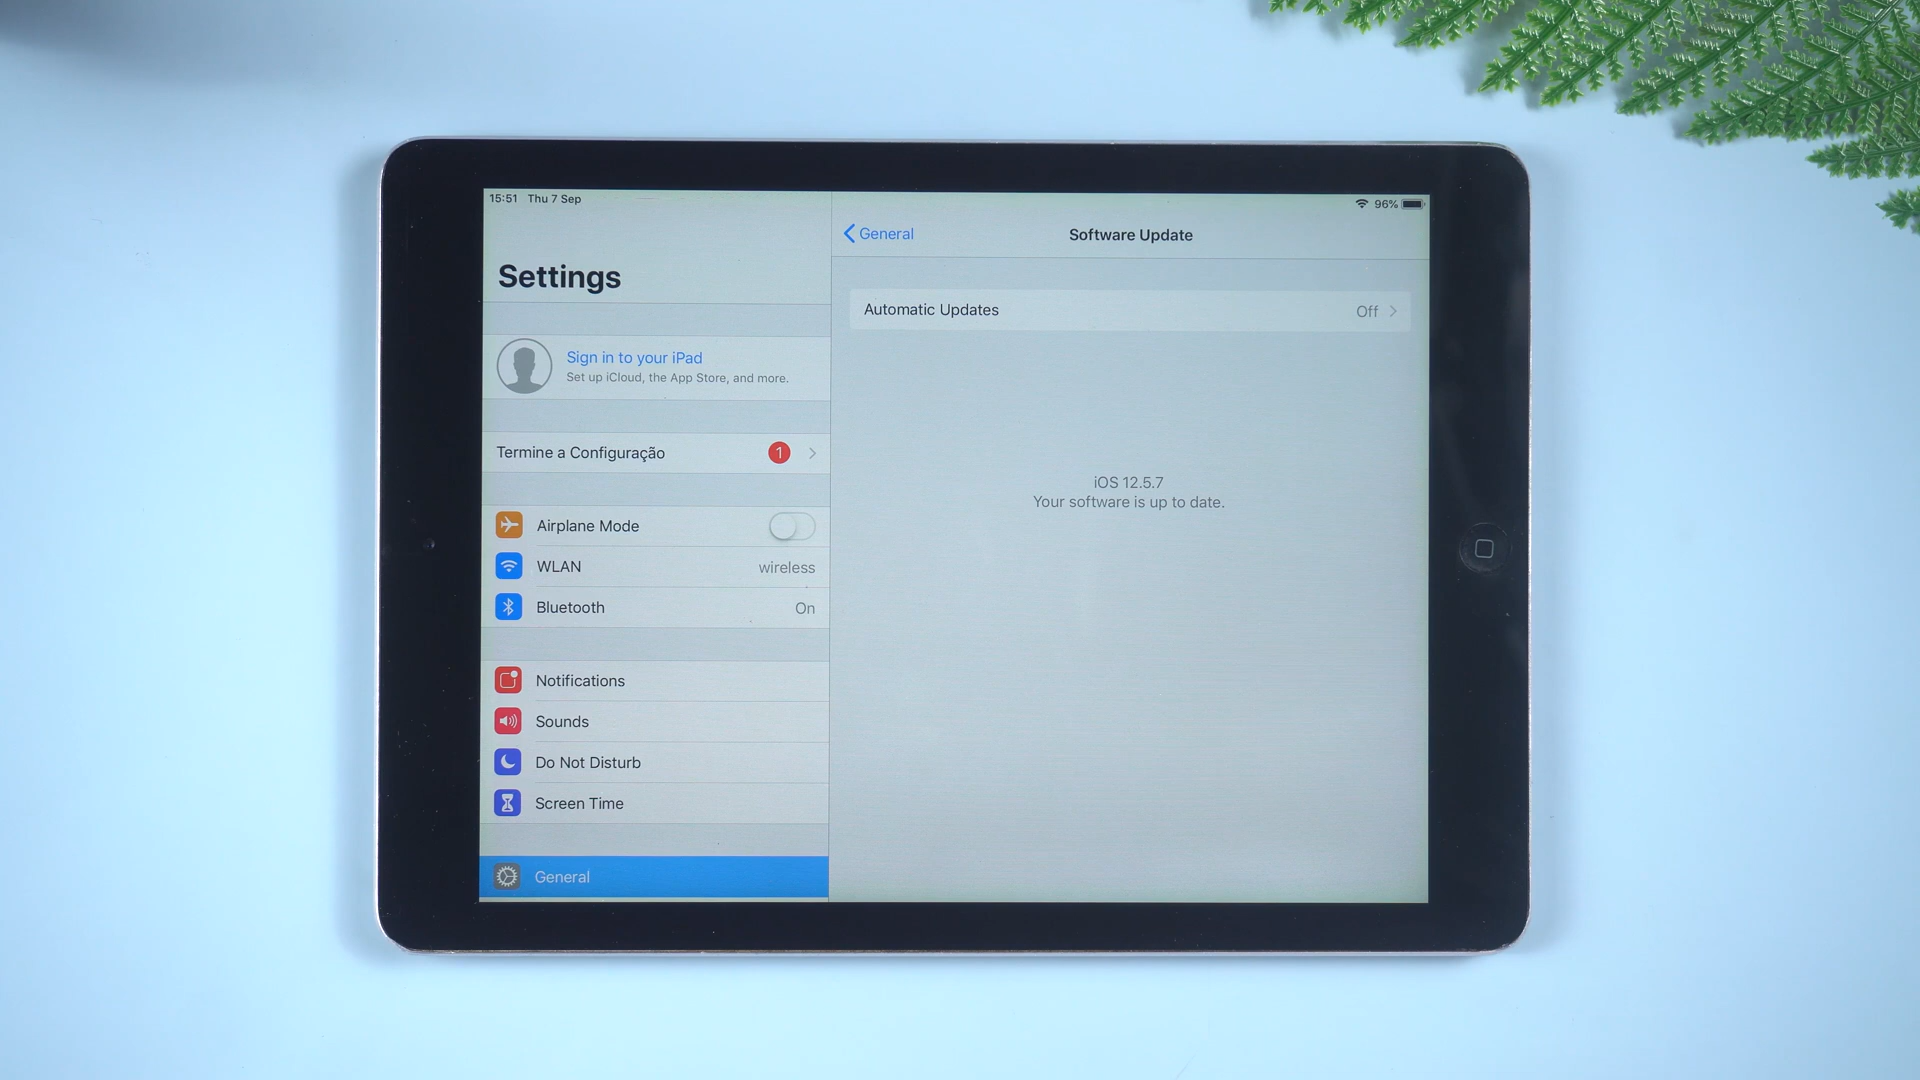 15:51 Thu 7 Sep
96%
Settings
Sign in to your iPad
Set up iCloud, the App Store, and more.
Termine a Configuração
1
Airplane Mode
WLAN
wireless
Bluetooth
On
Notifications
Sounds
Do Not Disturb
Screen Time
General
General
Software Update
Automatic Updates
Off
iOS 12.5.7
Your software is up to date.